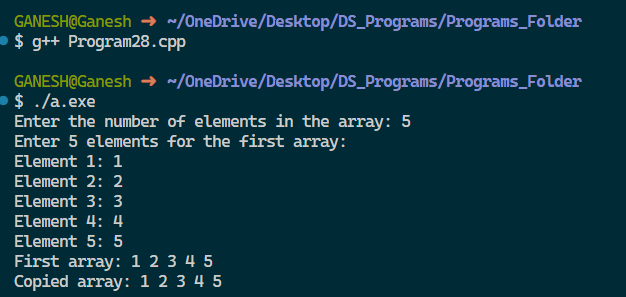 GANESH@Ganesh ➜ ~/OneDrive/Desktop/DS_Programs/Programs_Folder
$ g++ Program28.cpp
GANESH@Ganesh ➜ ~/OneDrive/Desktop/DS_Programs/Programs_Folder
$ ./a.exe
Enter the number of elements in the array: 5
Enter 5 elements for the first array:
Element 1: 1
Element 2: 2
Element 3: 3
Element 4: 4
Element 5: 5
First array: 1 2 3 4 5
Copied array: 1 2 3 4 5